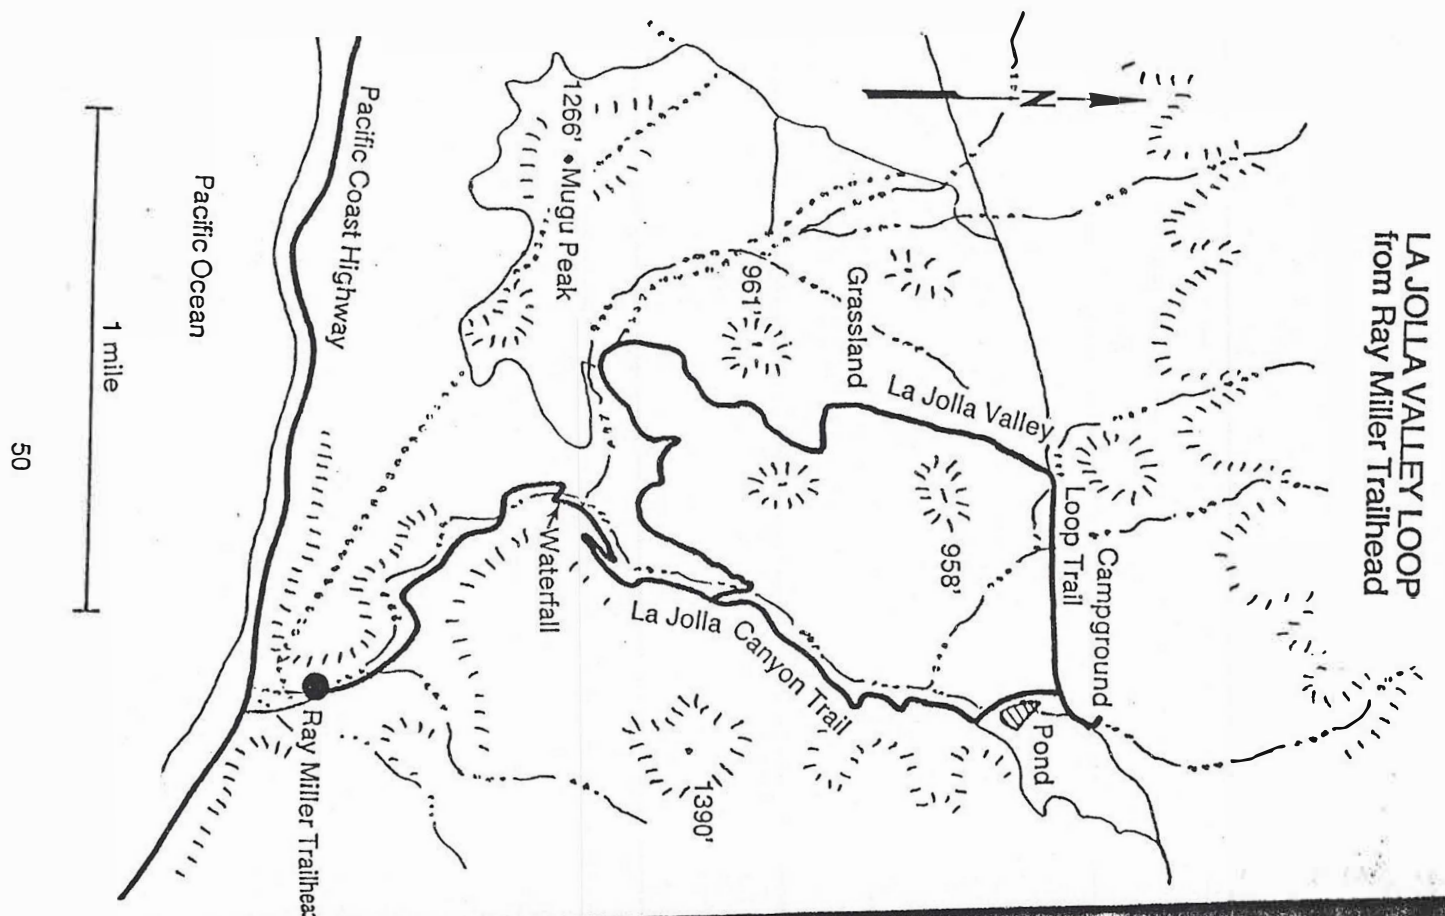 LA JOLLA VALLEY LOOP
from Ray Miller Trailhead
N
Campground
Loop Trail
La Jolla Valley
958'
Pond
Grassland
961'
La Jolla Canyon Trail
1390'
1266'
Mugu Peak
Waterfall
Pacific Coast Highway
Ray Miller Trailhea
Pacific Ocean
1 mile
50